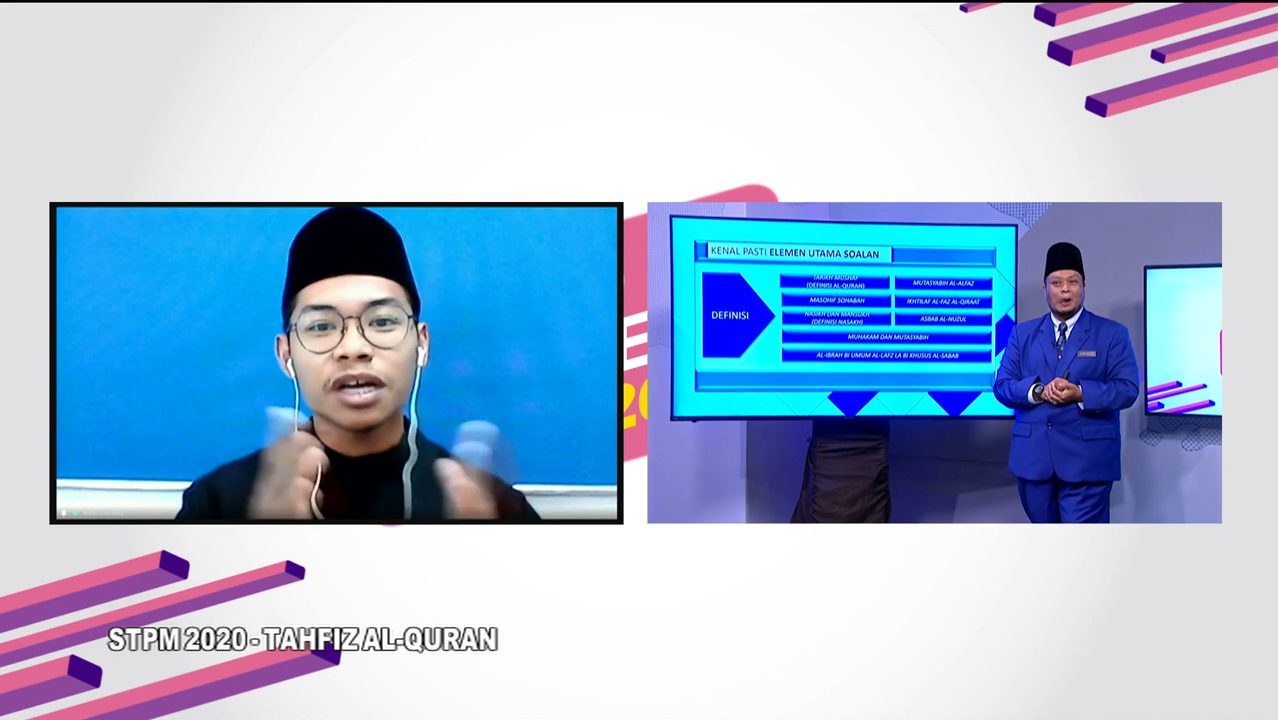 KENAL PASTI ELEMEN UTAMA SOALAN
DEFINISI
TARIKH MUSHAF
(DEFINISI AL-QURAN)
MASOHIF SOHABAH
NASIKH DAN MANSUKH
(DEFINISI NASAKH)
MUTASYABIH AL-ALFAZ
IKHTILAF AL-FAZ AL-QIRAAT
ASBAB AL-NUZUL
MUHAKAM DAN MUTASYABIH
AL-IBRAH BI UMUM AL-LAFZ LA BI KHUSUS AL-SABAB
STPM 2020 - TAHFIZ AL-QURAN